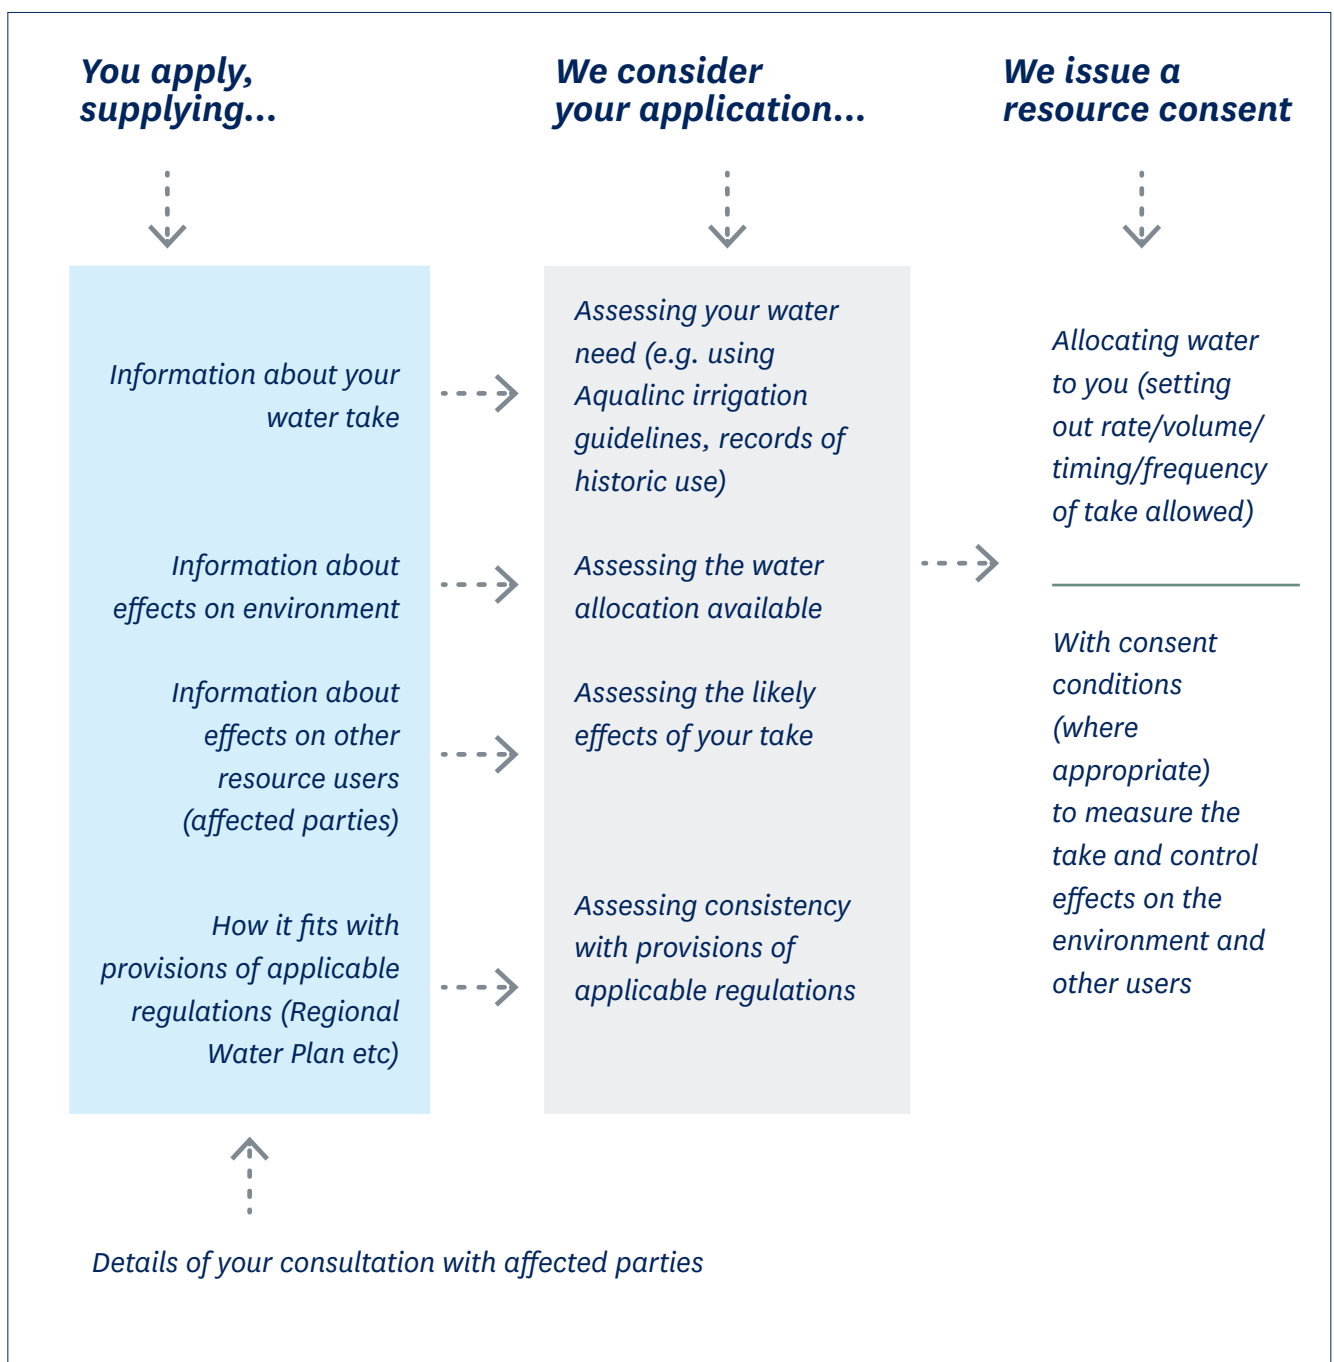 You apply,
supplying...
We consider
your application...
We issue a
resource consent
Information about your
water take
Information about
effects on environment
Information about
effects on other
resource users
(affected parties)
How it fits with
provisions of applicable
regulations (Regional
Water Plan etc)
Assessing your water
need (e.g. using
Aqualinc irrigation
guidelines, records of
historic use)
Assessing the water
allocation available
Assessing the likely
effects of your take
Assessing consistency
with provisions of
applicable regulations
Allocating water
to you (setting
out rate/volume/
timing/frequency
of take allowed)
With consent
conditions
(where
appropriate)
to measure the
take and control
effects on the
environment and
other users
Details of your consultation with affected parties